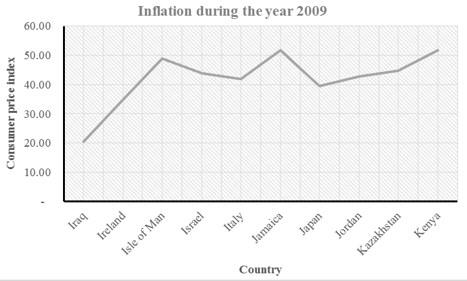 Inflation during the year 2009
60.00
50.00
40.00
30.00
20.00
10.00
-
Consumer price index
Iraq
Ireland
Isle of Man
Israel
Italy
Jamaica
Japan
Jordan
Kazakhstan
Kenya
Country